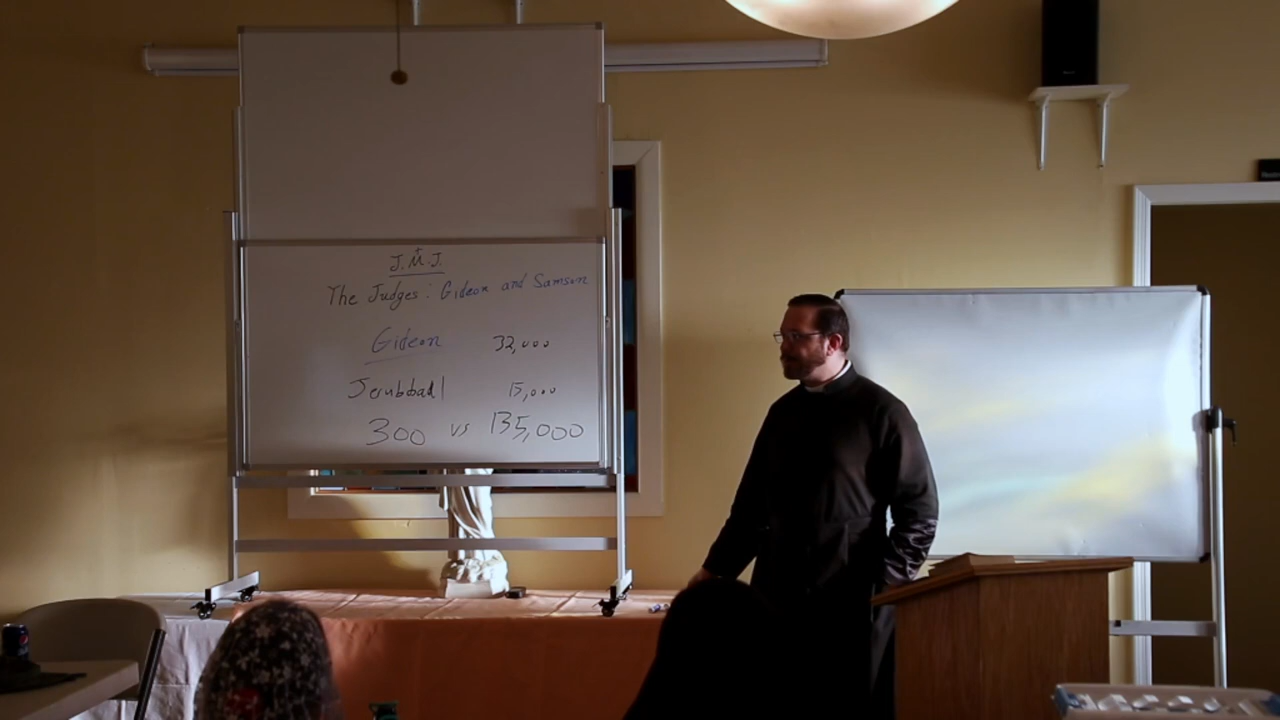 J.M.J.
The Judges: Gideon and Samson
Gideon 32,000
Jerubbaal 15,000
300 vs 135,000